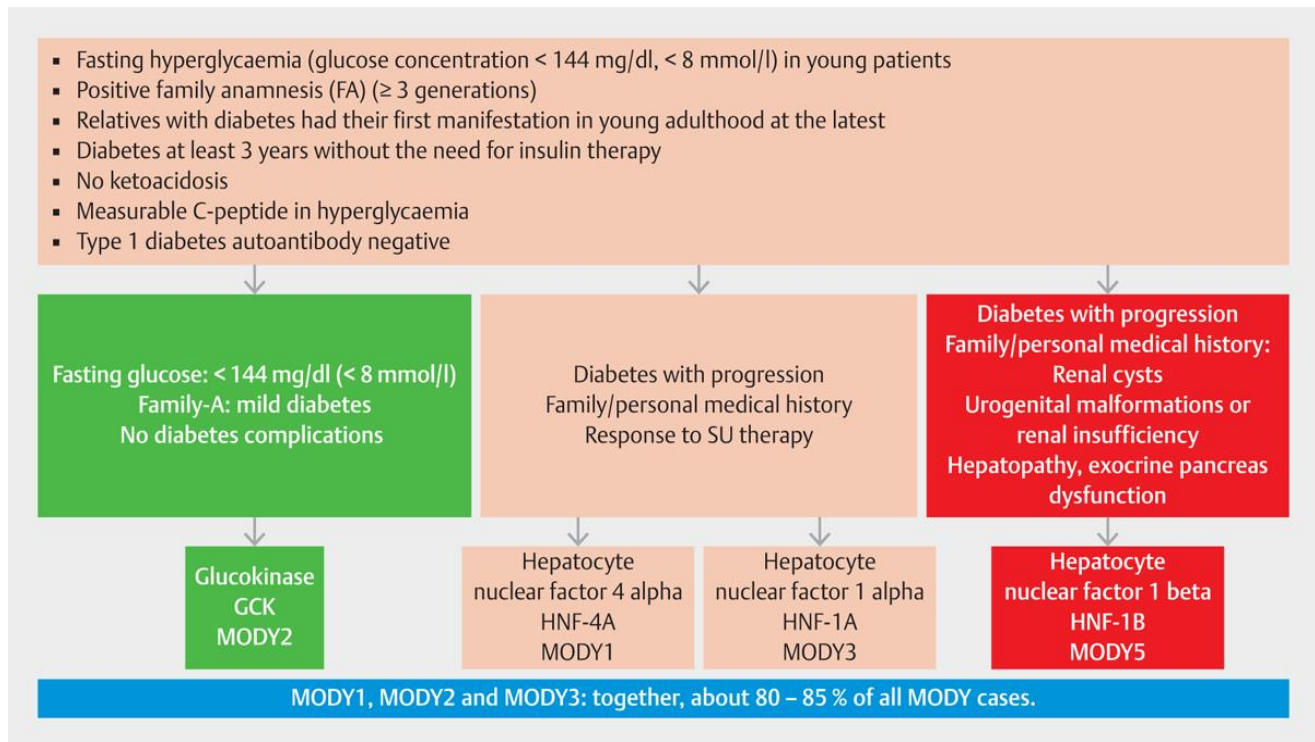 ▪ Fasting hyperglycaemia (glucose concentration < 144 mg/dl, < 8 mmol/l) in young patients
▪ Positive family anamnesis (FA) (≥ 3 generations)
▪ Relatives with diabetes had their first manifestation in young adulthood at the latest
▪ Diabetes at least 3 years without the need for insulin therapy
▪ No ketoacidosis
▪ Measurable C-peptide in hyperglycaemia
▪ Type 1 diabetes autoantibody negative
Fasting glucose: < 144 mg/dl (< 8 mmol/l)
Family-A: mild diabetes
No diabetes complications
Diabetes with progression
Family/personal medical history
Response to SU therapy
Diabetes with progression
Family/personal medical history:
Renal cysts
Urogenital malformations or
renal insufficiency
Hepatopathy, exocrine pancreas
dysfunction
Glucokinase
GCK
MODY2
Hepatocyte
nuclear factor 4 alpha
HNF-4A
MODY1
Hepatocyte
nuclear factor 1 alpha
HNF-1A
MODY3
Hepatocyte
nuclear factor 1 beta
HNF-1B
MODY5
MODY1, MODY2 and MODY3: together, about 80 – 85 % of all MODY cases.